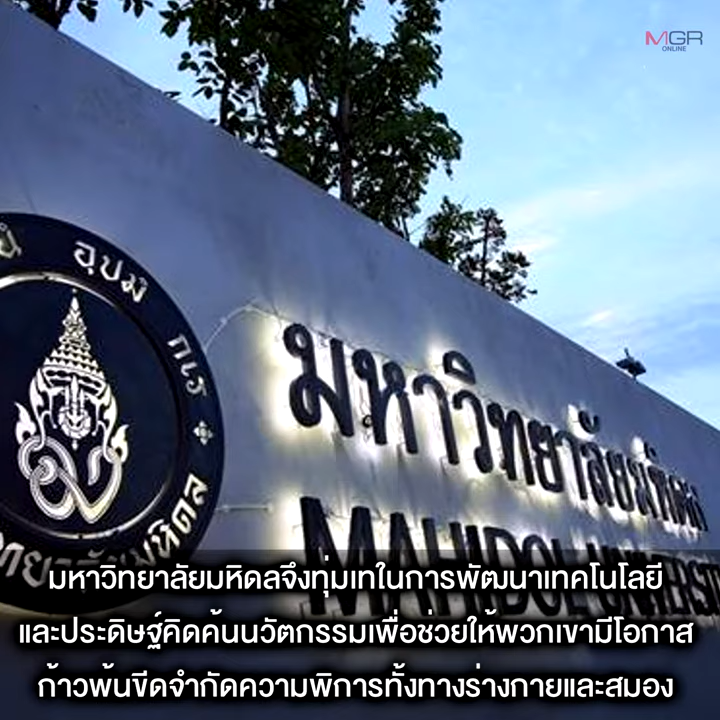 MGR
ONLINE
อุปมํ กเร
มหาวิทยาลัยมหิดล
MAHIDOL
มหาวิทยาลัยมหิดลจึงทุ่มเทในการพัฒนาเทคโนโลยี
และประดิษฐ์คิดค้นนวัตกรรมเพื่อช่วยให้พวกเขามีโอกาส
ก้าวพ้นขีดจำกัดความพิการทั้งทางร่างกายและสมอง